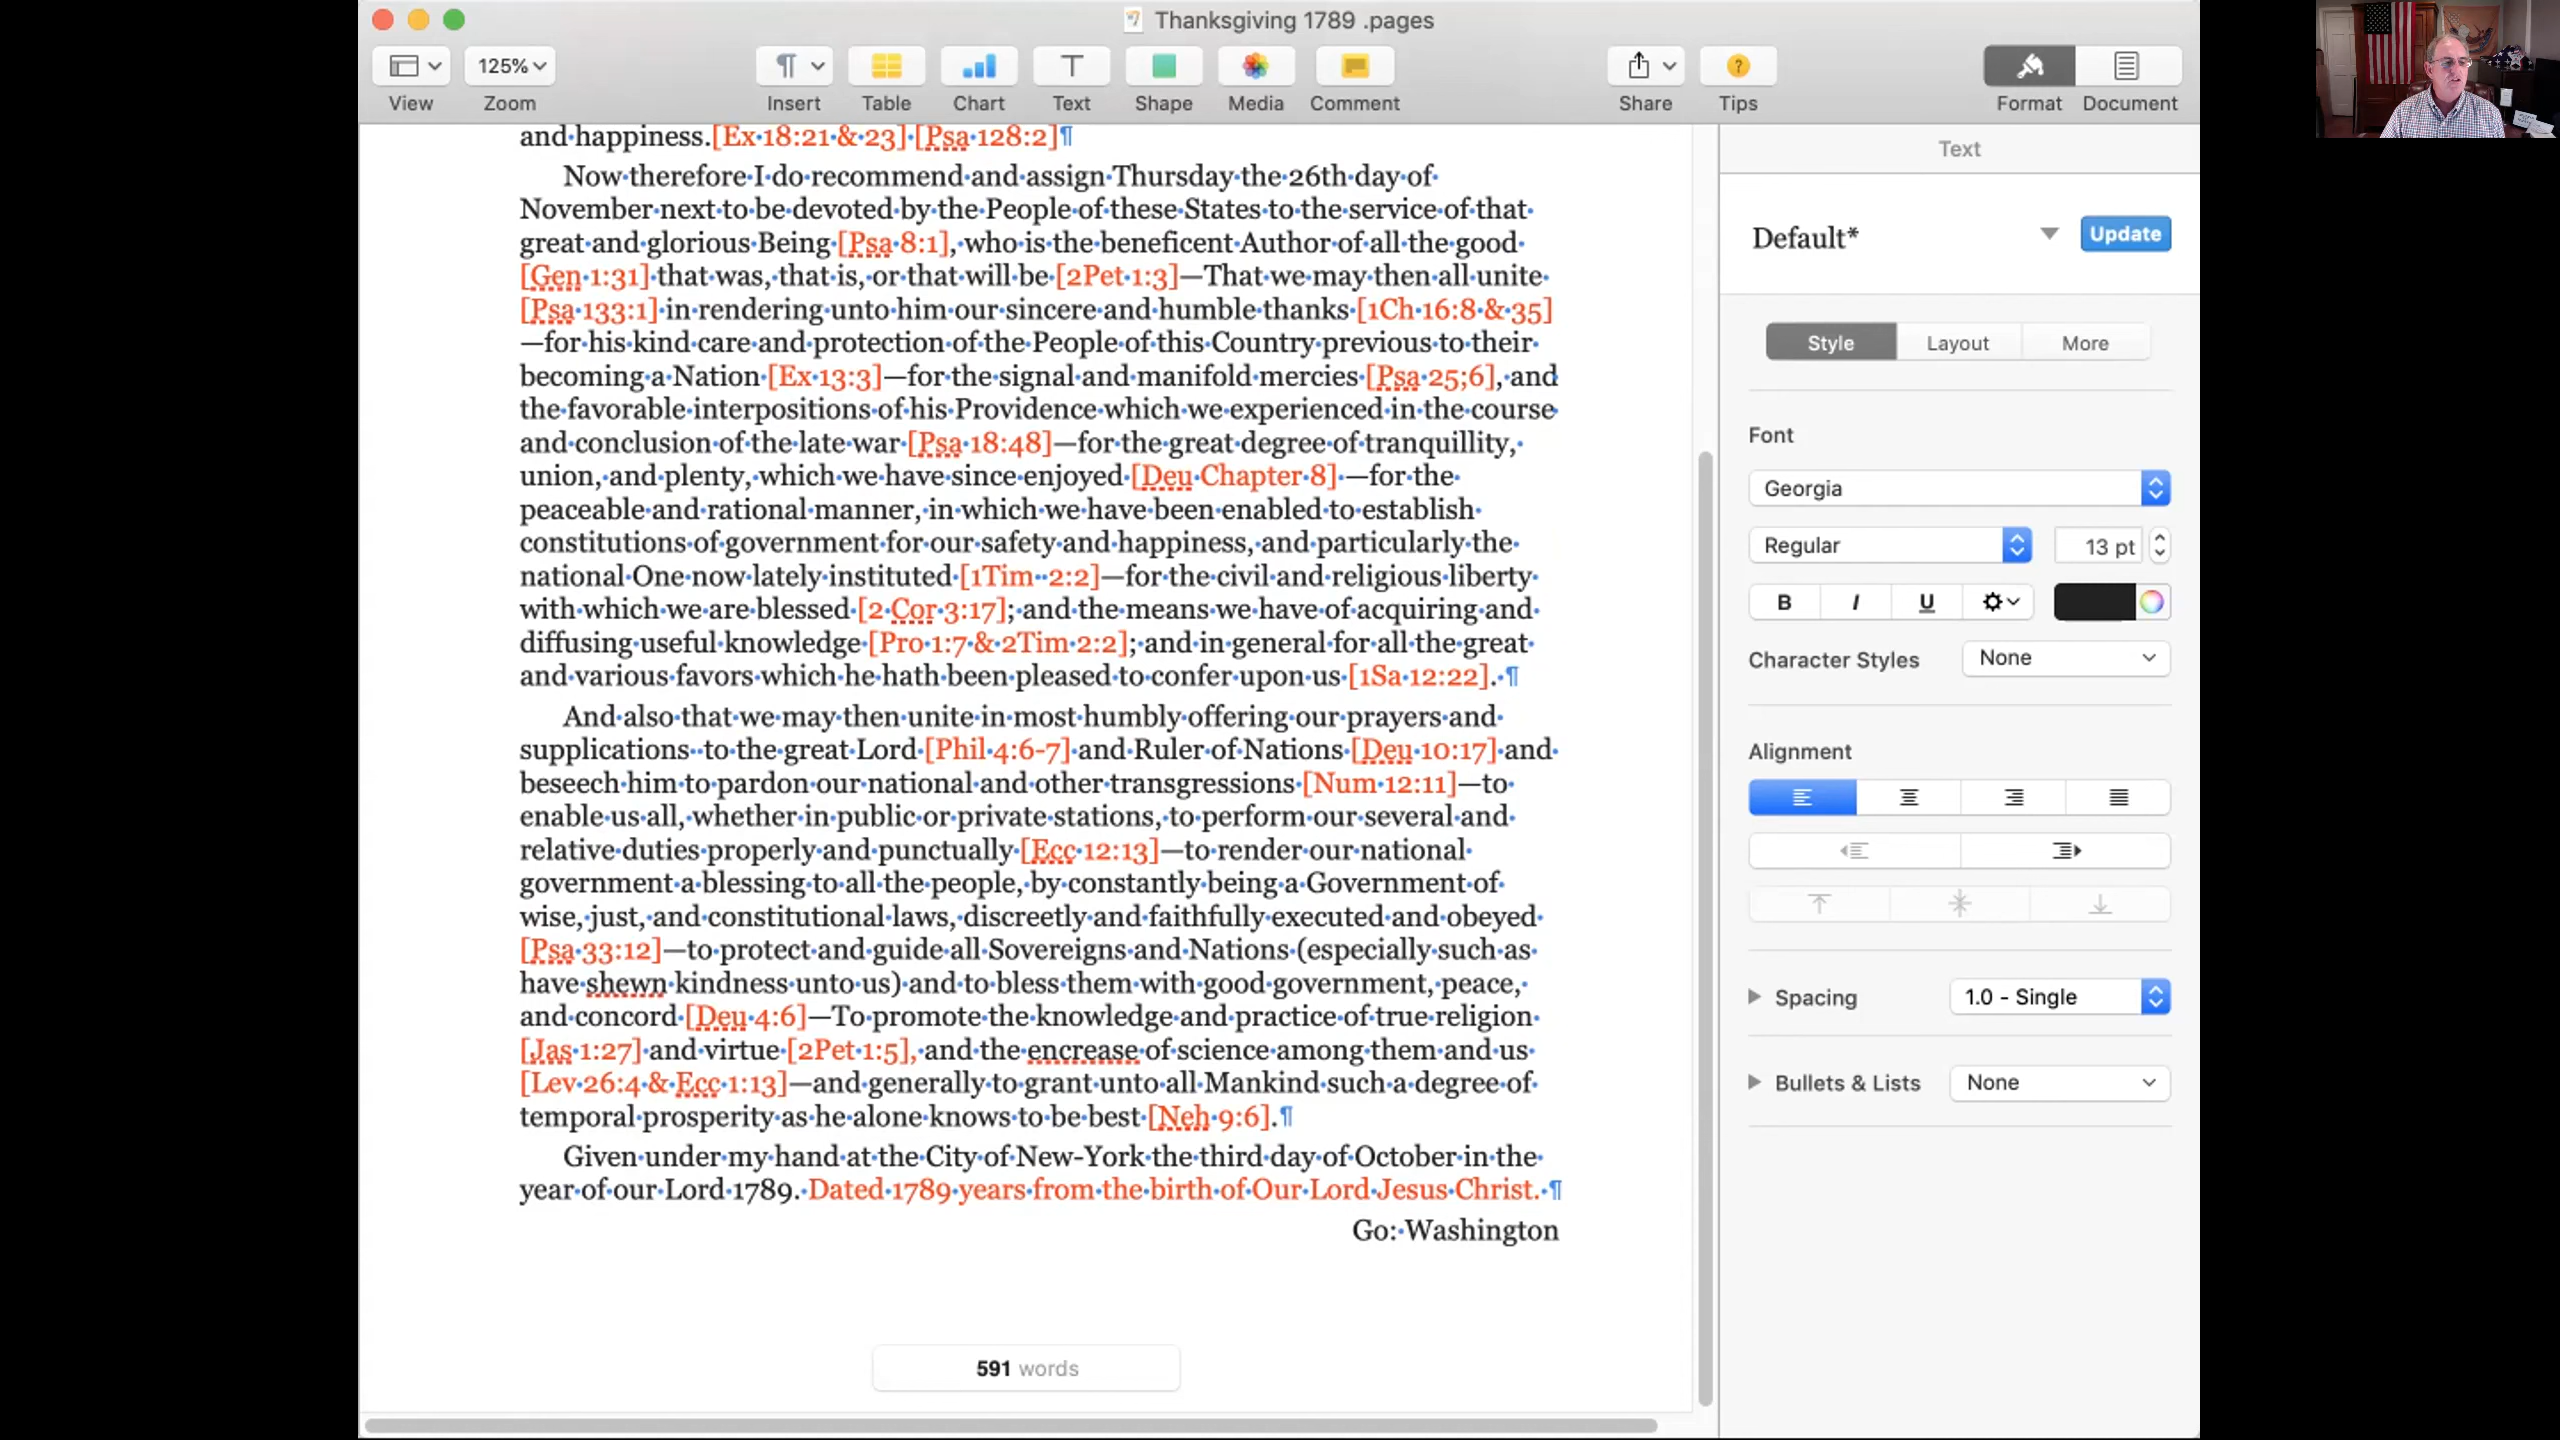 Thanksgiving 1789 .pages
125%
View
Zoom
Insert
Table
Chart
Text
Shape
Media
Comment
Share
Tips
Format
Document
and happiness.[Ex 18:21 & 23] [Psa 128:2]¶
Now therefore I do recommend and assign Thursday the 26th day of
November next to be devoted by the People of these States to the service of that
great and glorious Being [Psa 8:1], who is the beneficent Author of all the good
[Gen 1:31] that was, that is, or that will be [2Pet 1:3]—That we may then all unite
[Psa 133:1] in rendering unto him our sincere and humble thanks [1Ch 16:8 & 35]
—for his kind care and protection of the People of this Country previous to their
becoming a Nation [Ex 13:3]—for the signal and manifold mercies [Psa 25;6], and
the favorable interpositions of his Providence which we experienced in the course
and conclusion of the late war [Psa 18:48]—for the great degree of tranquillity,
union, and plenty, which we have since enjoyed [Deu Chapter 8] —for the
peaceable and rational manner, in which we have been enabled to establish
constitutions of government for our safety and happiness, and particularly the
national One now lately instituted [1Tim  2:2]—for the civil and religious liberty
with which we are blessed [2 Cor 3:17]; and the means we have of acquiring and
diffusing useful knowledge [Pro 1:7 & 2Tim 2:2]; and in general for all the great
and various favors which he hath been pleased to confer upon us [1Sa 12:22]. ¶
And also that we may then unite in most humbly offering our prayers and
supplications  to the great Lord [Phil 4:6-7] and Ruler of Nations [Deu 10:17] and
beseech him to pardon our national and other transgressions [Num 12:11]—to
enable us all, whether in public or private stations, to perform our several and
relative duties properly and punctually [Ecc 12:13]—to render our national
government a blessing to all the people, by constantly being a Government of
wise, just, and constitutional laws, discreetly and faithfully executed and obeyed
[Psa 33:12]—to protect and guide all Sovereigns and Nations (especially such as
have shewn kindness unto us) and to bless them with good government, peace,
and concord [Deu 4:6]—To promote the knowledge and practice of true religion
[Jas 1:27] and virtue [2Pet 1:5], and the encrease of science among them and us
[Lev 26:4 & Ecc 1:13]—and generally to grant unto all Mankind such a degree of
temporal prosperity as he alone knows to be best [Neh 9:6].¶
Given under my hand at the City of New-York the third day of October in the
year of our Lord 1789. Dated 1789 years from the birth of Our Lord Jesus Christ. ¶
Go: Washington
591 words
Text
Default*
Update
Style
Layout
More
Font
Georgia
Regular
13 pt
B I U
Character Styles
None
Alignment
Spacing
1.0 - Single
Bullets & Lists
None